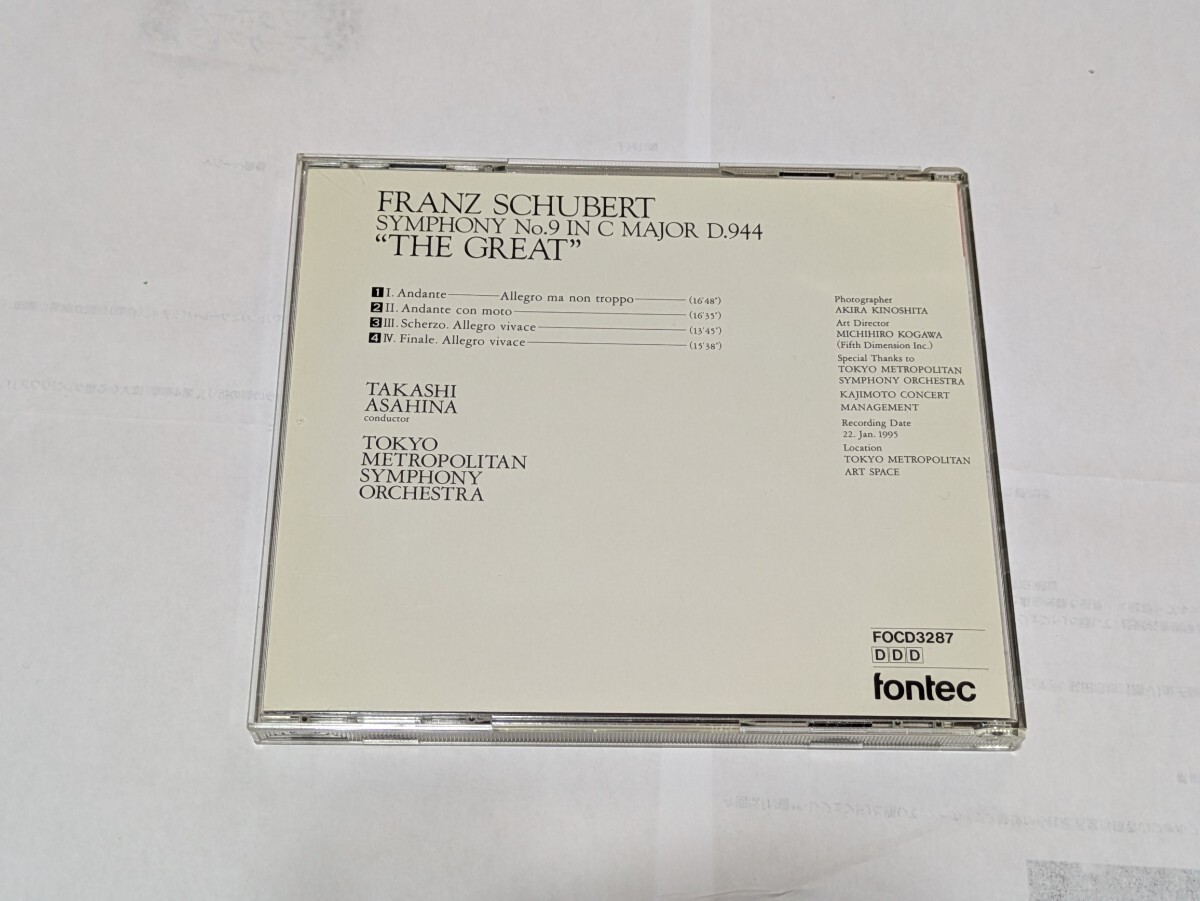 FRANZ SCHUBERT
SYMPHONY No.9 IN C MAJOR D.944
“THE GREAT”
1 I. Andante Allegro ma non troppo (16'48")
2 II. Andante con moto (16'35")
3 III. Scherzo. Allegro vivace (13'45")
4 IV. Finale. Allegro vivace (15'38")
TAKASHI
ASAHINA
conductor
TOKYO
METROPOLITAN
SYMPHONY
ORCHESTRA
Photographer
AKIRA KINOSHITA
Art Director
MICHIHIRO KOGAWA
(Fifth Dimension Inc.)
Special Thanks to
TOKYO METROPOLITAN
SYMPHONY ORCHESTRA
KAJIMOTO CONCERT
MANAGEMENT
Recording Date
22. Jan. 1995
Location
TOKYO METROPOLITAN
ART SPACE
FOCD3287
DDD
fontec